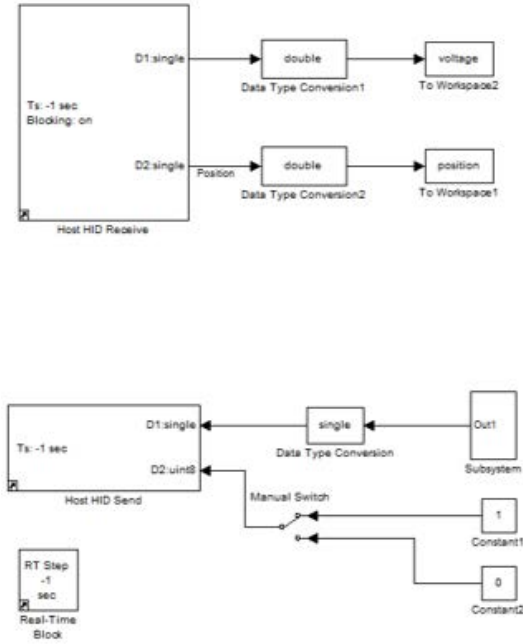 D1:single
double
voltage
Data Type Conversion1
To Workspace2
Ts: -1 sec
Blocking: on
D2:single
Position
double
position
Data Type Conversion2
To Workspace1
Host HID Receive
D1:single
single
Out1
Ts: -1 sec
Data Type Conversion
Subsystem
D2:uint8
Host HID Send
Manual Switch
1
Constant1
RT Step
-1
sec
0
Real-Time
Block
Constant2